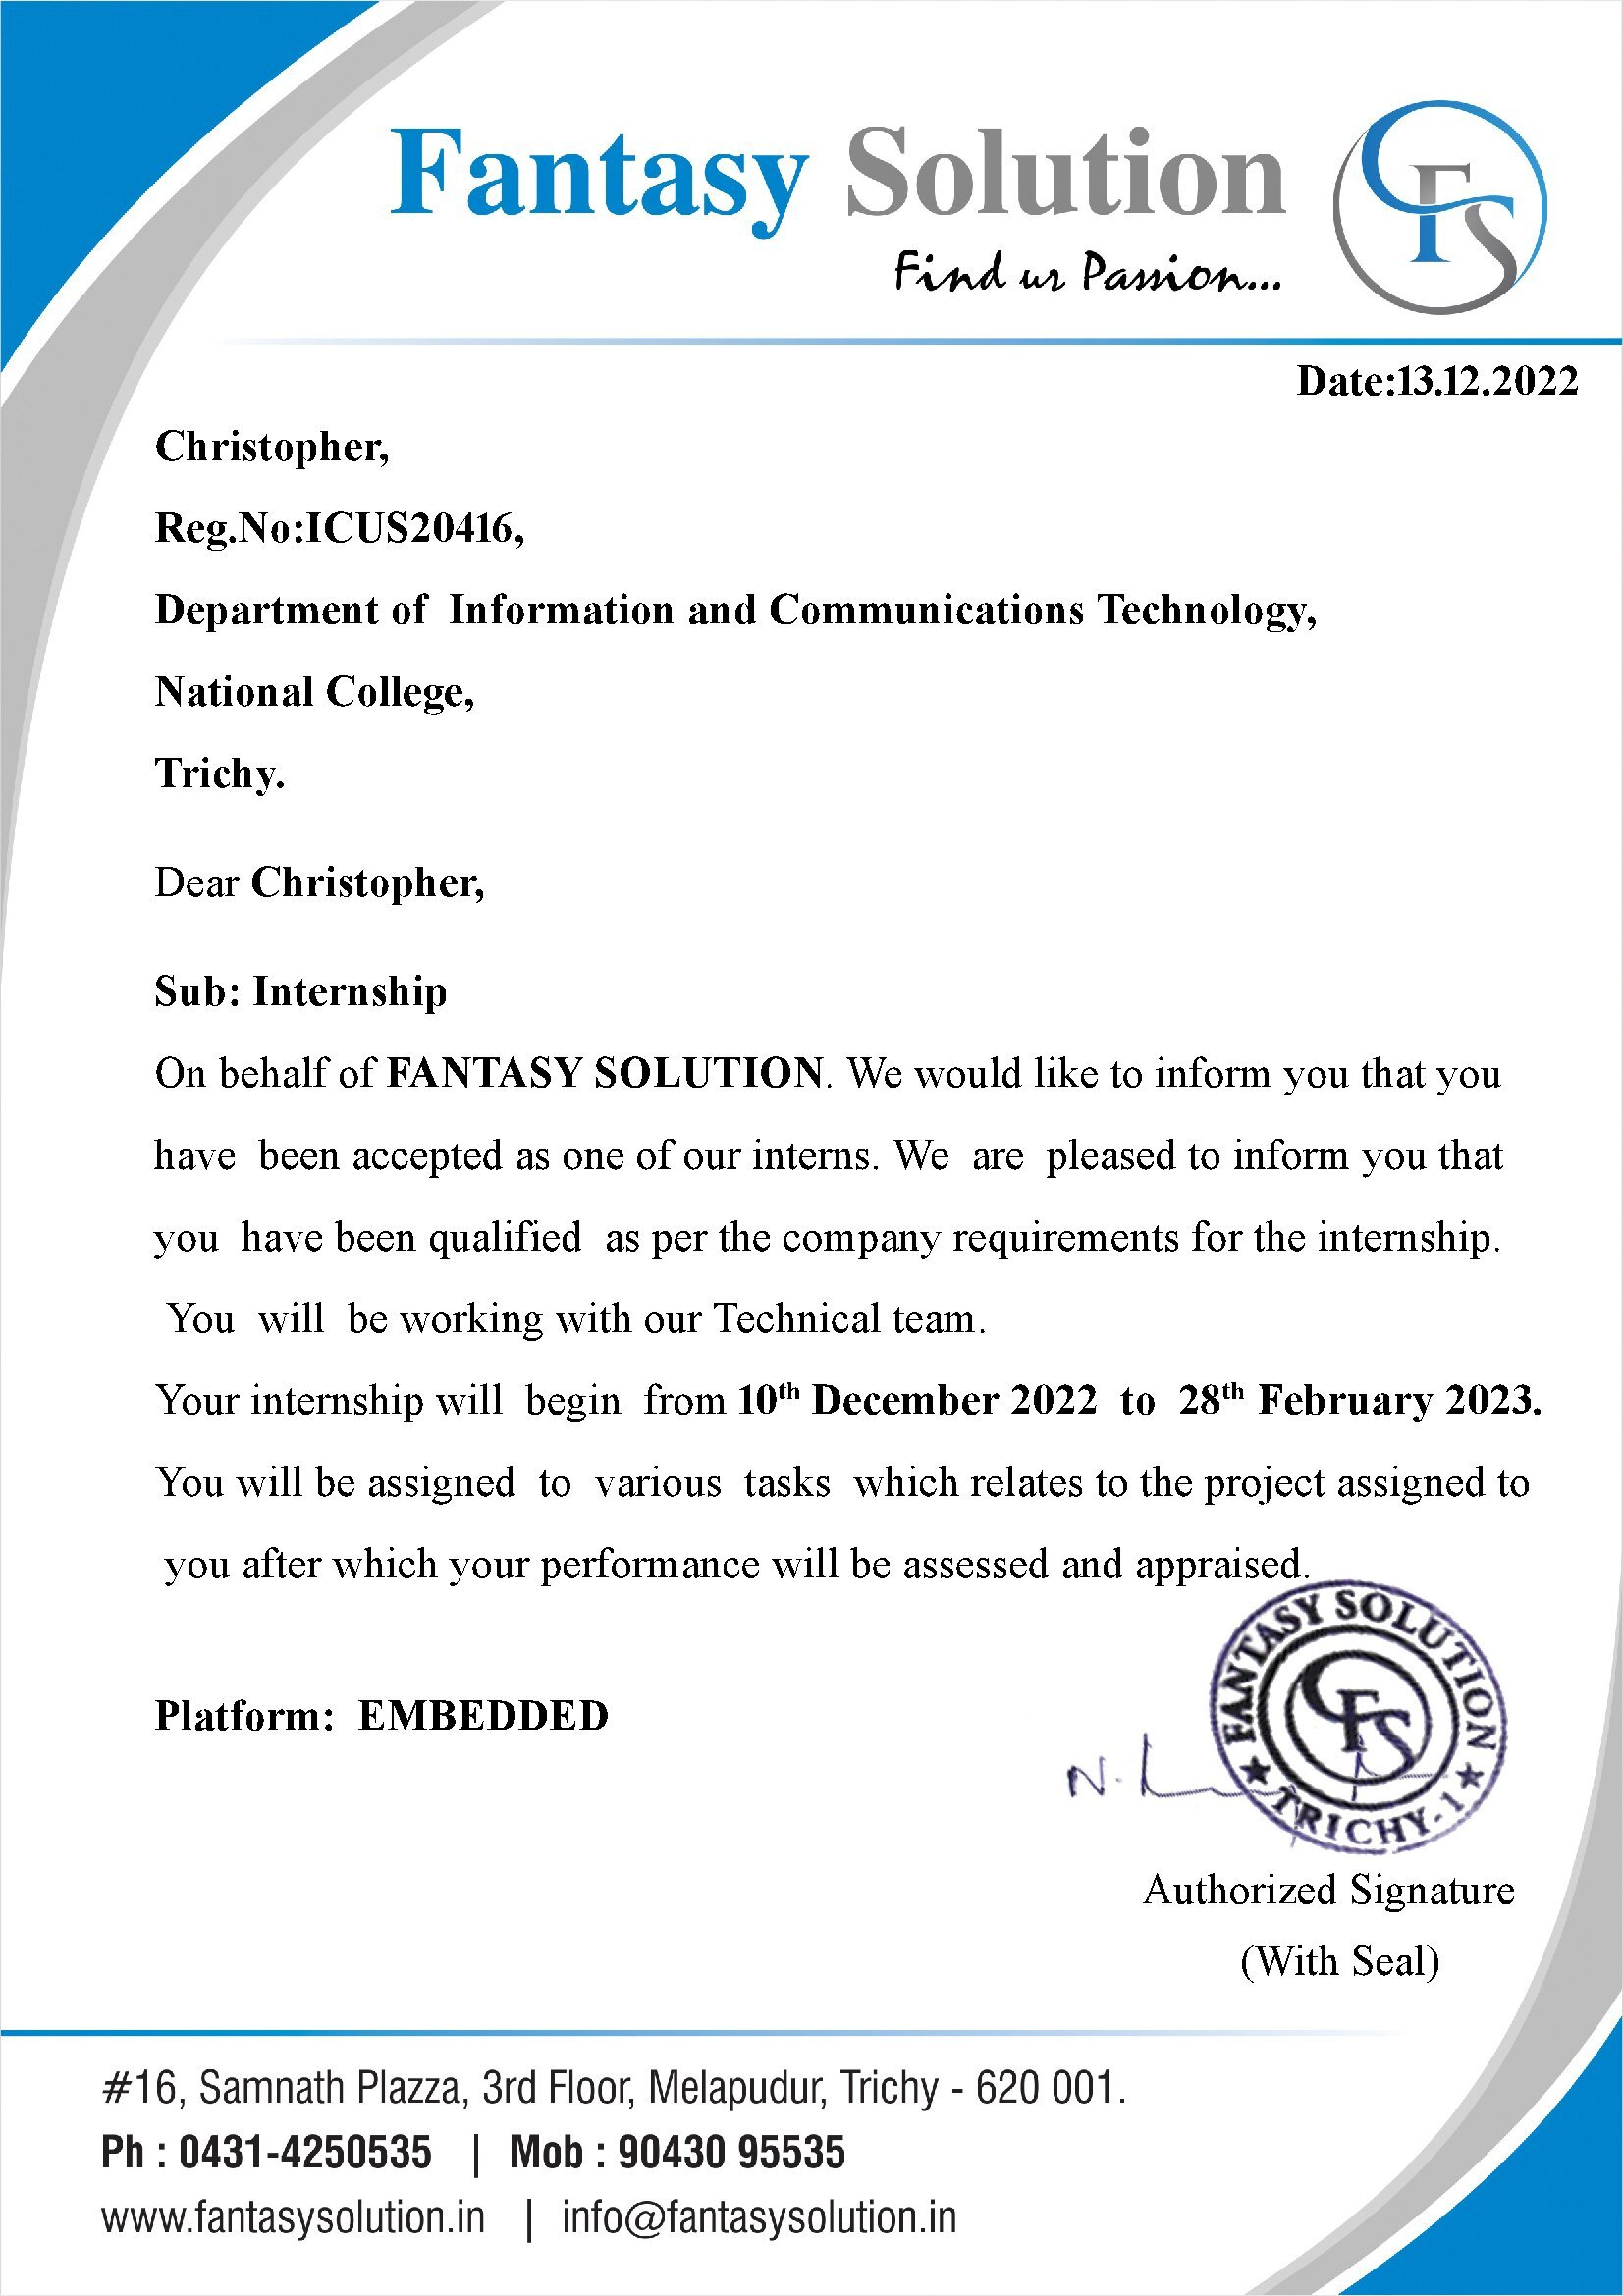 Fantasy Solution
Find ur Passion...
CFS
Date:13.12.2022
Christopher,
Reg.No:ICUS20416,
Department of Information and Communications Technology,
National College,
Trichy.
Dear Christopher,
Sub: Internship
On behalf of FANTASY SOLUTION. We would like to inform you that you
have been accepted as one of our interns. We are pleased to inform you that
you have been qualified as per the company requirements for the internship.
You will be working with our Technical team.
Your internship will begin from 10th December 2022 to 28th February 2023.
You will be assigned to various tasks which relates to the project assigned to
you after which your performance will be assessed and appraised.
Platform: EMBEDDED
FANTASY SOLUTION
CFS
★ TRICHY-1 ★
N.
Authorized Signature
(With Seal)
#16, Samnath Plazza, 3rd Floor, Melapudur, Trichy - 620 001.
Ph : 0431-4250535 | Mob : 90430 95535
www.fantasysolution.in | info@fantasysolution.in